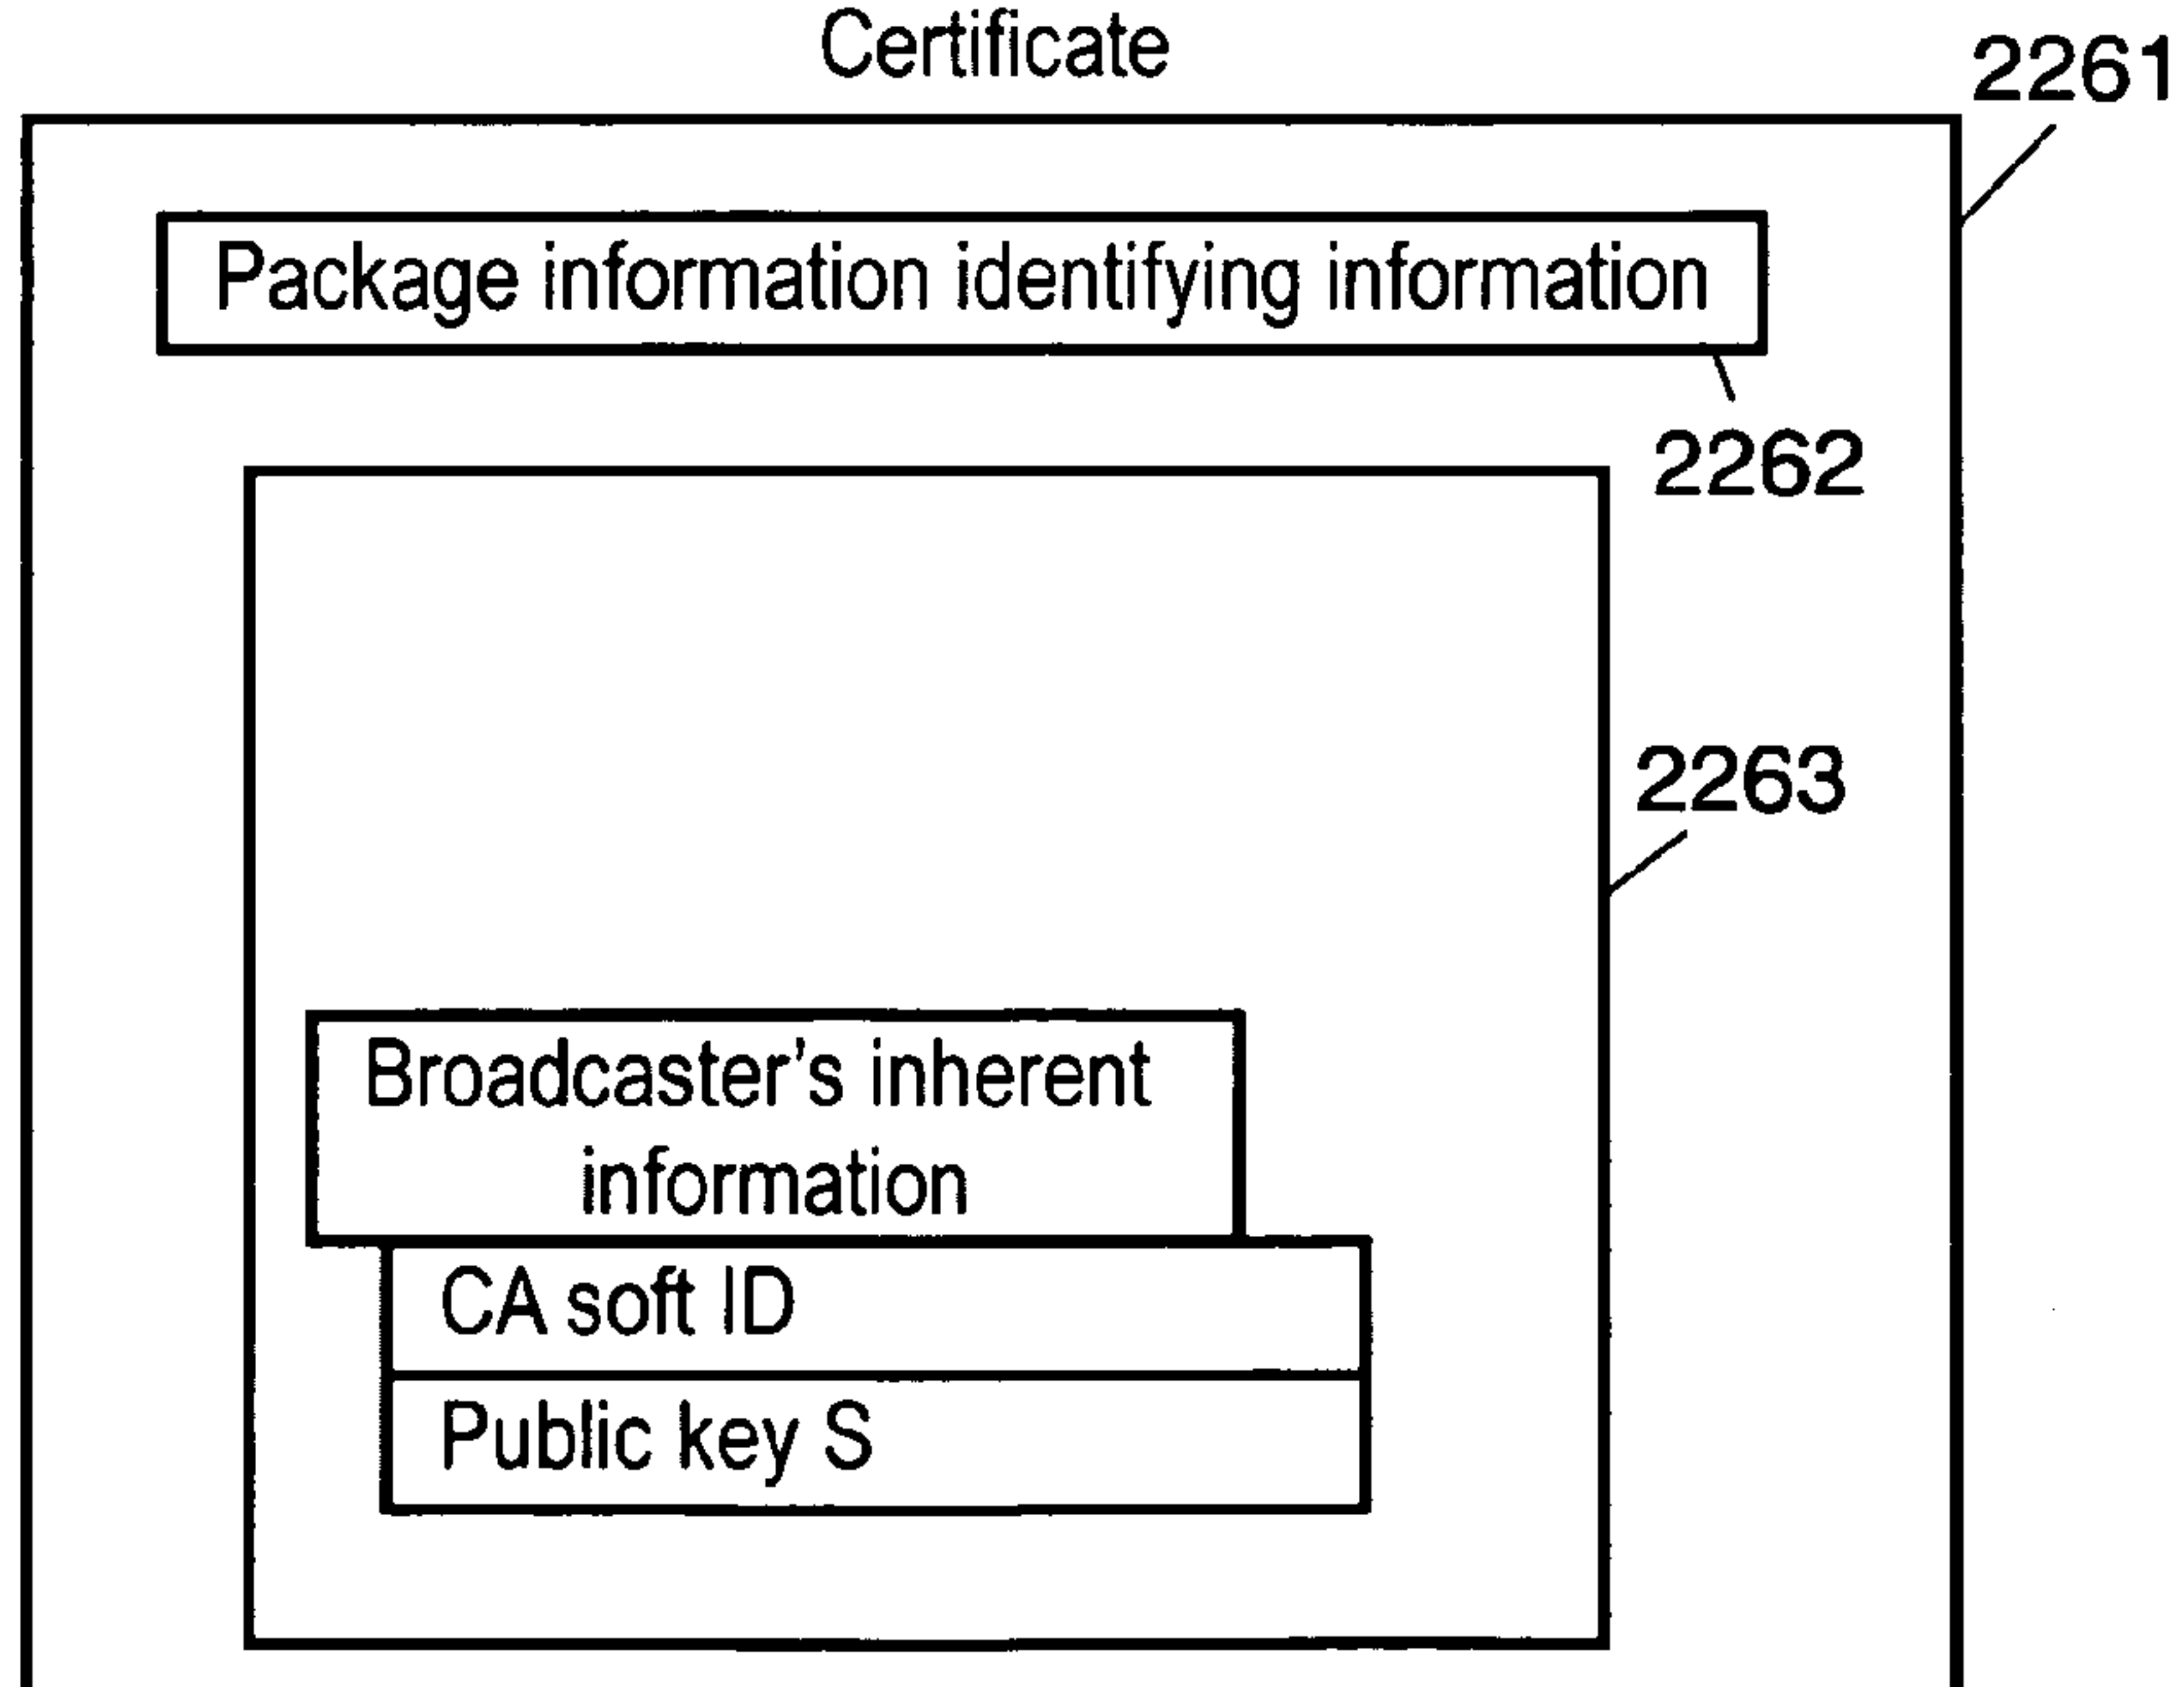 Certificate
2261
Package information identifying information
2262
2263
Broadcaster's inherent
information
CA soft ID
Public key S